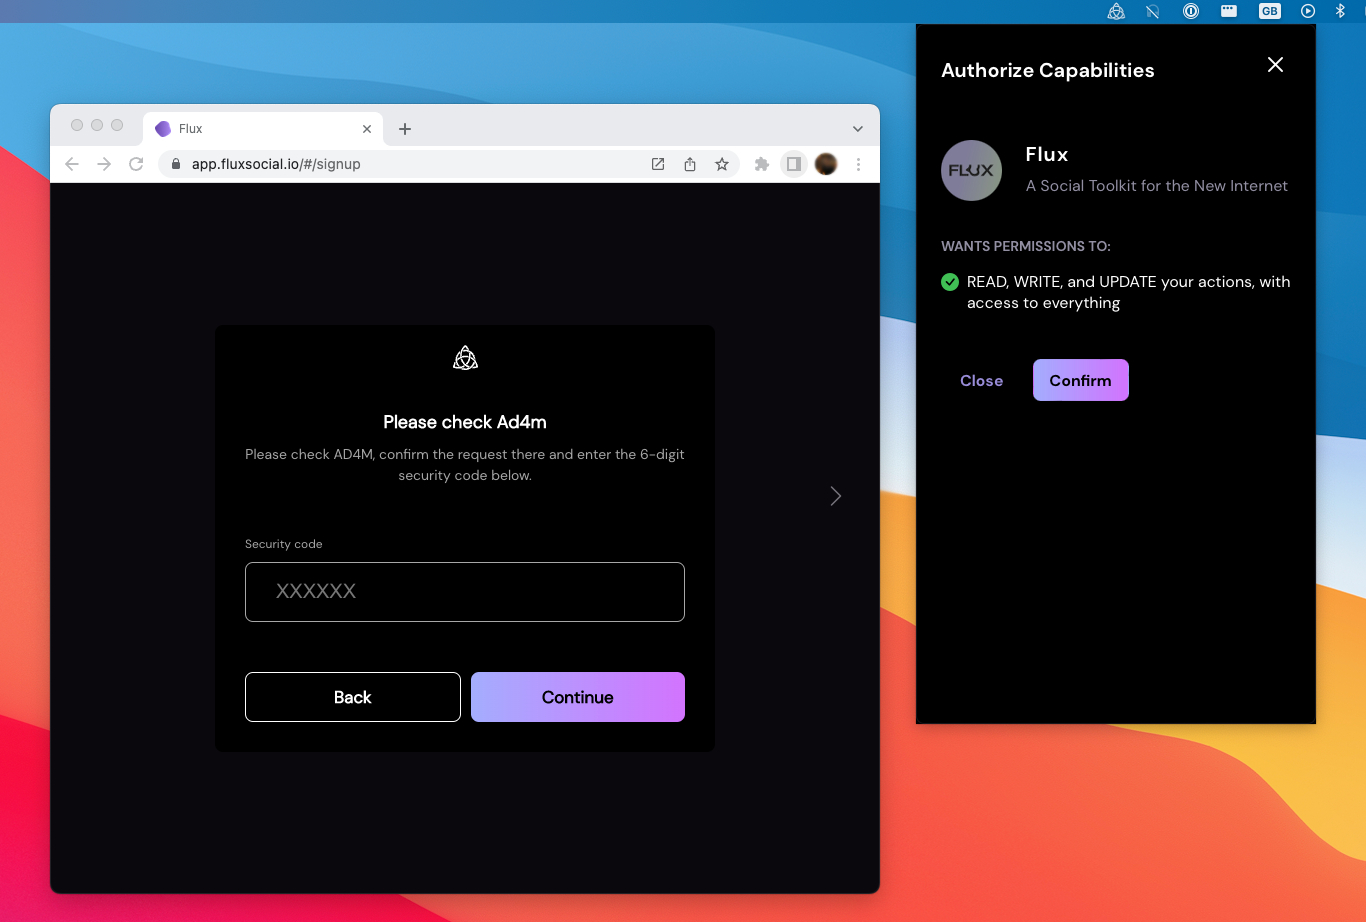 GB
Flux
app.fluxsocial.io/#/signup
Please check Ad4m
Please check AD4M, confirm the request there and enter the 6-digit
security code below.
Security code
XXXXXX
Back
Continue
Authorize Capabilities
FLUX
Flux
A Social Toolkit for the New Internet
WANTS PERMISSIONS TO:
READ, WRITE, and UPDATE your actions, with
access to everything
Close
Confirm